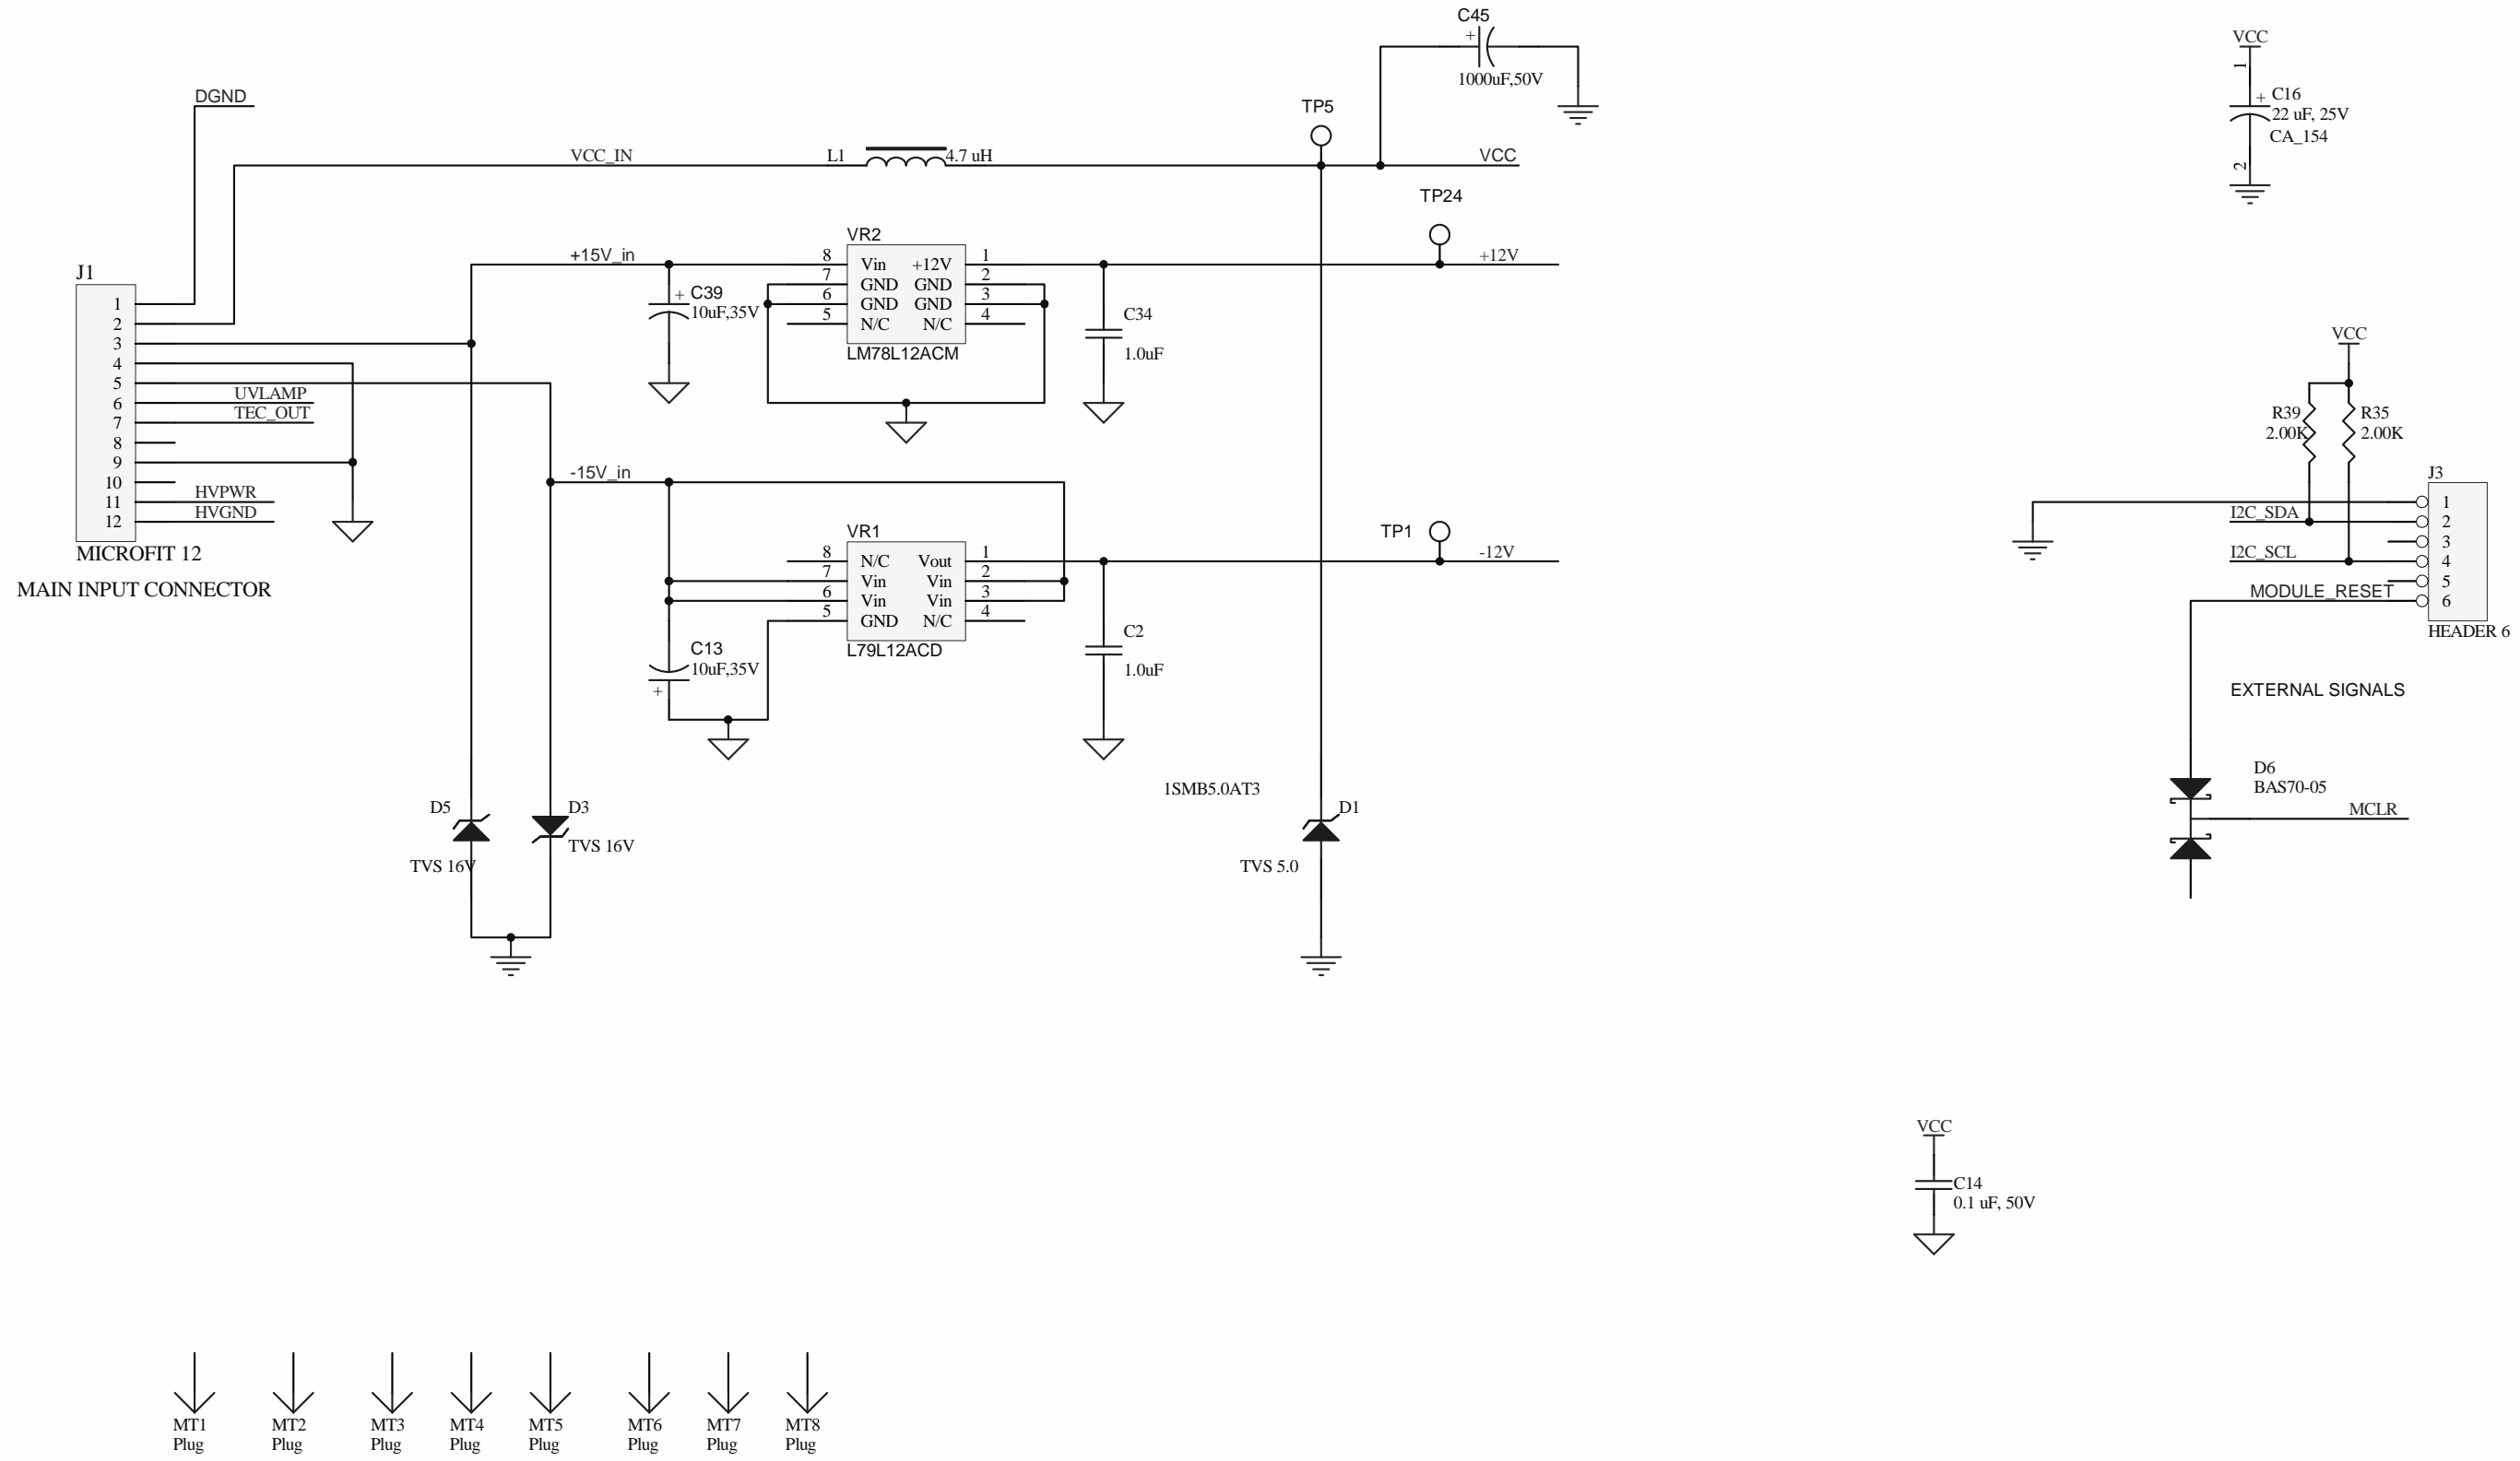 C45
+
1000uF,50V
DGND
TP5
VCC_IN
L1
4.7 uH
VCC
TP24
VCC
1
+ C16
22 uF, 25V
CA_154
2
VR2
+15V_in
8 Vin +12V 1
7 GND GND 2
6 GND GND 3
5 N/C N/C 4
LM78L12ACM
+12V
+ C39
10uF,35V
C34
1.0uF
J1
1
2
3
4
5
6 UVLAMP
7 TEC_OUT
8
9
10
11 HVPWR
12 HVGND
MICROFIT 12
MAIN INPUT CONNECTOR
-15V_in
VR1
8 N/C Vout 1
7 Vin Vin 2
6 Vin Vin 3
5 GND N/C 4
L79L12ACD
TP1
-12V
C13
10uF,35V
+
C2
1.0uF
VCC
R39
2.00K
R35
2.00K
J3
1
I2C_SDA 2
3
I2C_SCL 4
5
MODULE_RESET 6
HEADER 6
EXTERNAL SIGNALS
D5
TVS 16V
D3
TVS 16V
1SMB5.0AT3
D1
TVS 5.0
D6
BAS70-05
MCLR
VCC
C14
0.1 uF, 50V
MT1 MT2 MT3 MT4 MT5 MT6 MT7 MT8
Plug Plug Plug Plug Plug Plug Plug Plug